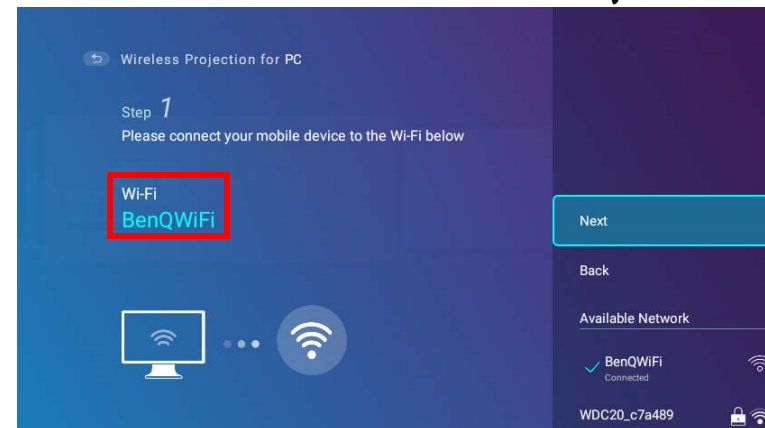 Wireless Projection for PC
Step 1
Please connect your mobile device to the Wi-Fi below
Wi-Fi
BenQWiFi
Next
Back
Available Network
BenQWiFi
Connected
WDC20_c7a489